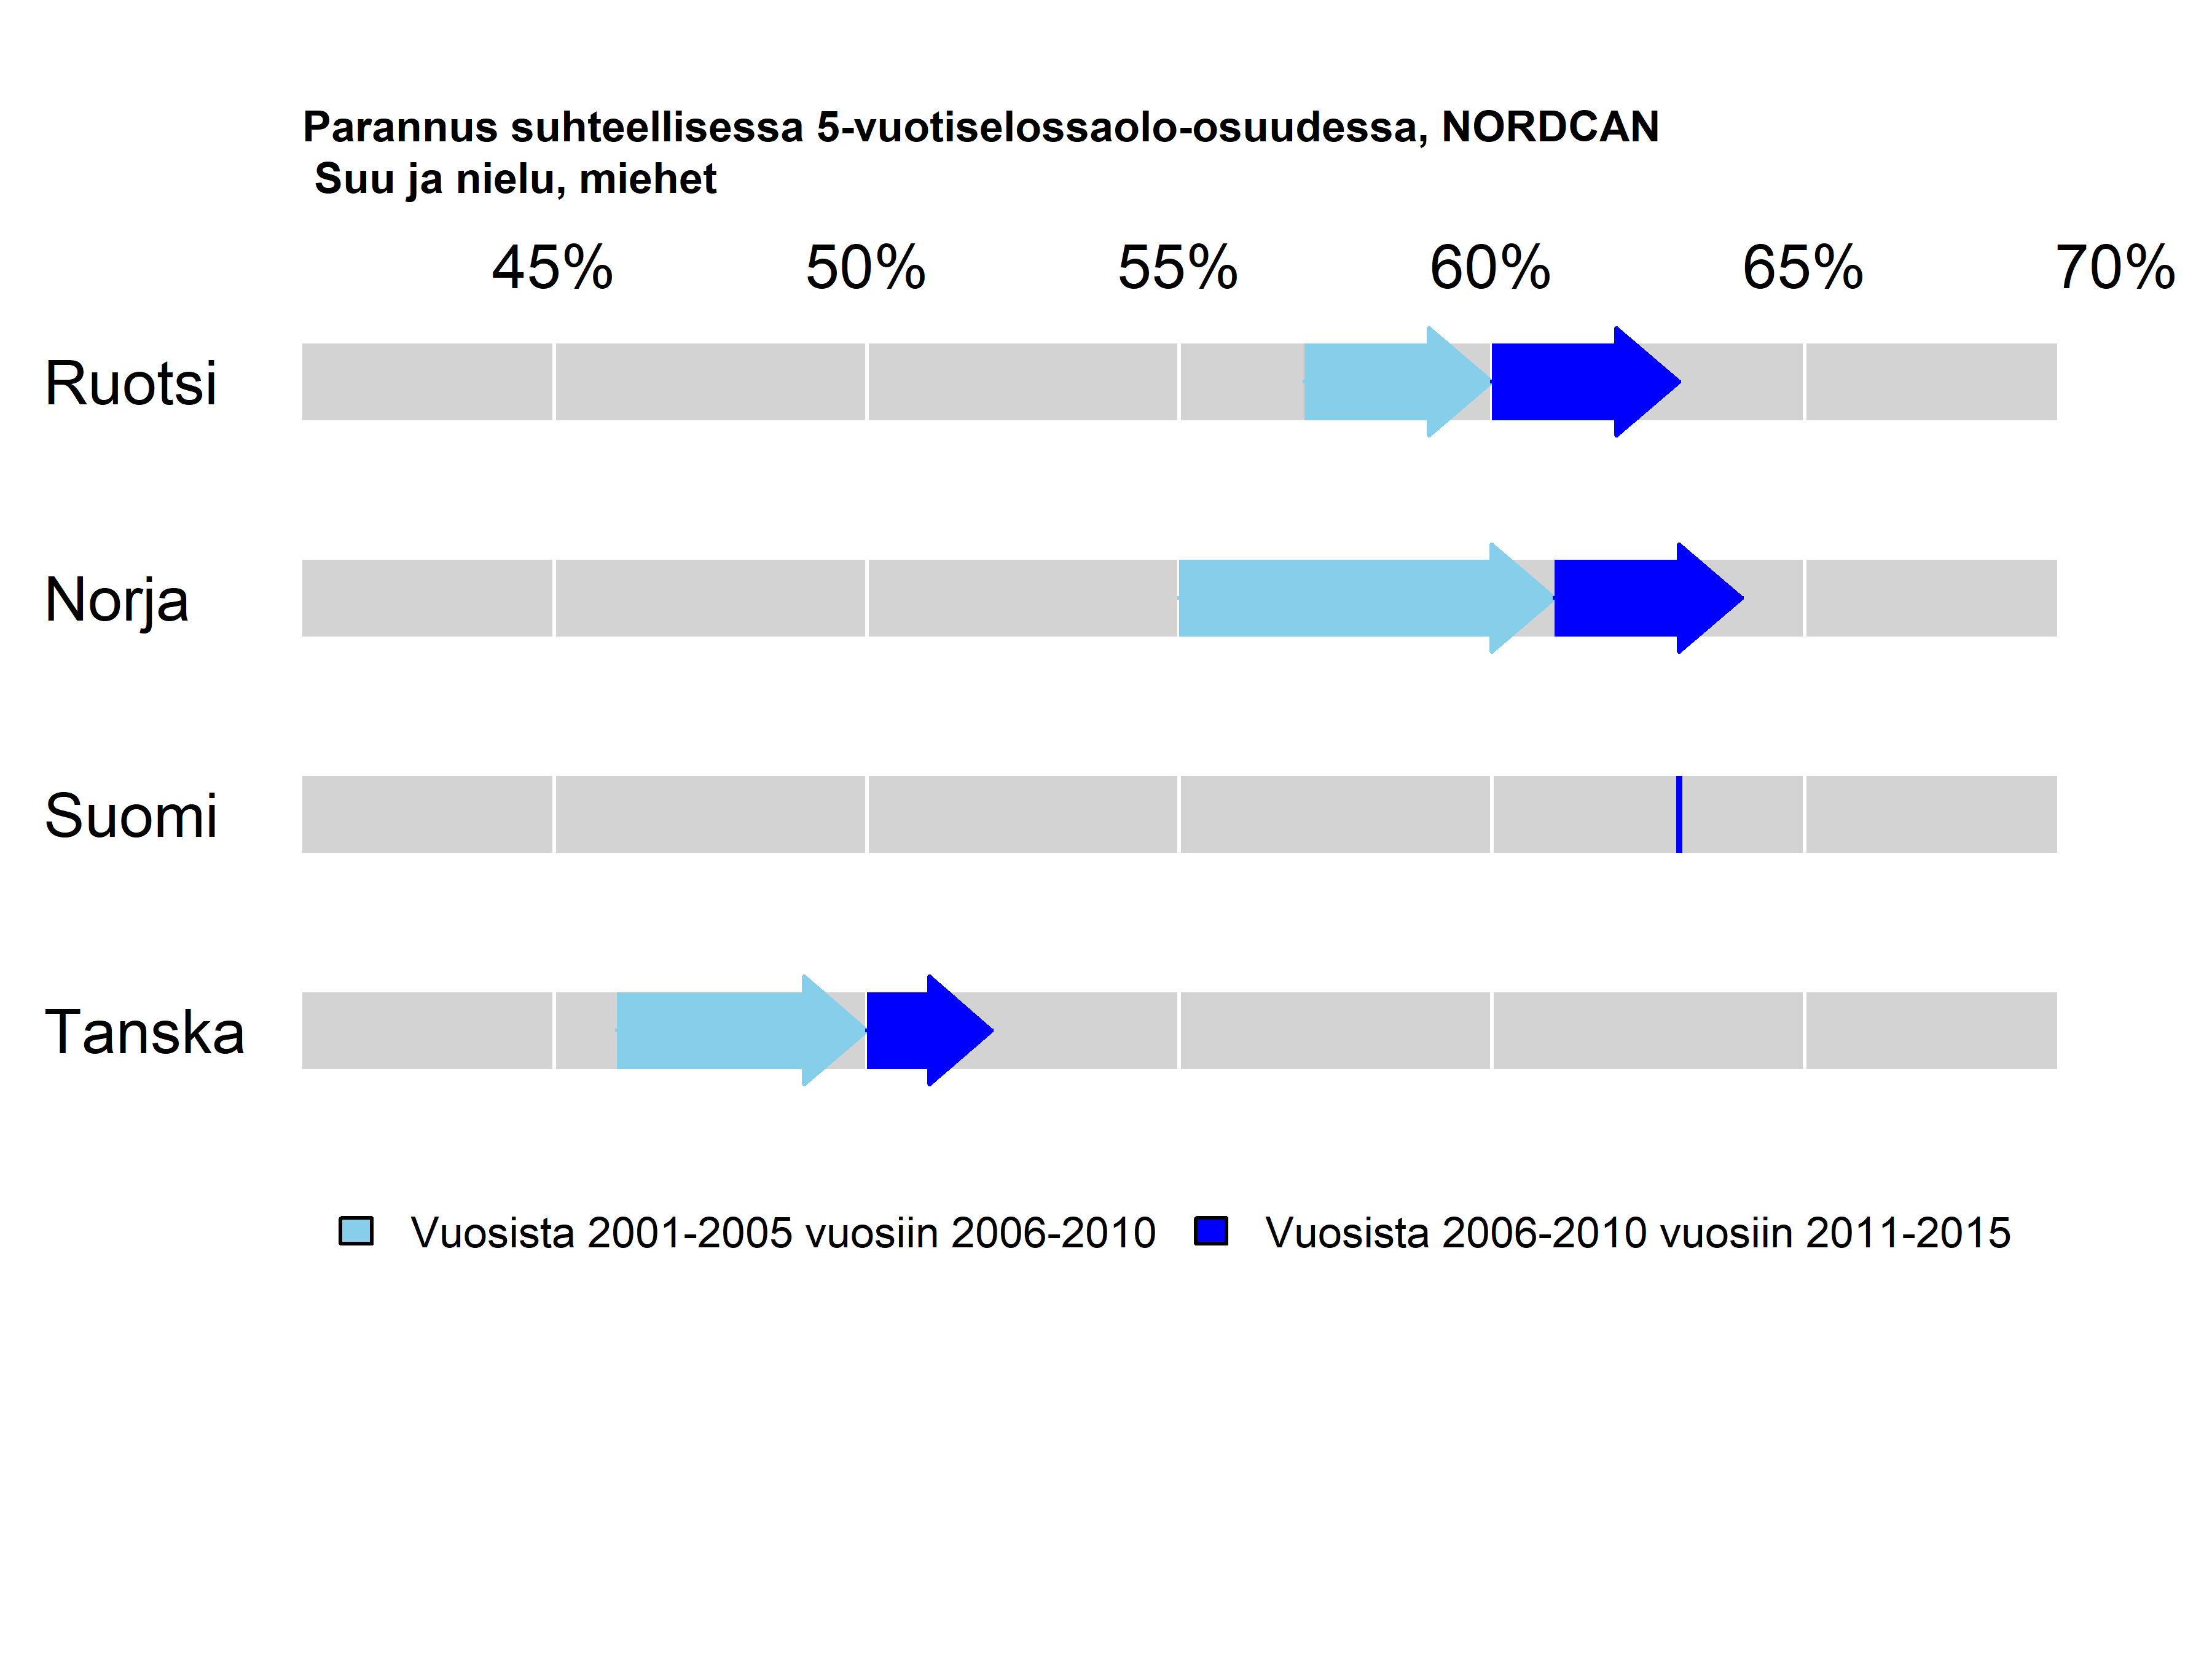 Parannus suhteellisessa 5-vuotiselossaolo-osuudessa, NORDCAN
Suu ja nielu, miehet
45% 50% 55% 60% 65% 70%
Ruotsi
Norja
Suomi
Tanska
Vuosista 2001-2005 vuosiin 2006-2010 Vuosista 2006-2010 vuosiin 2011-2015